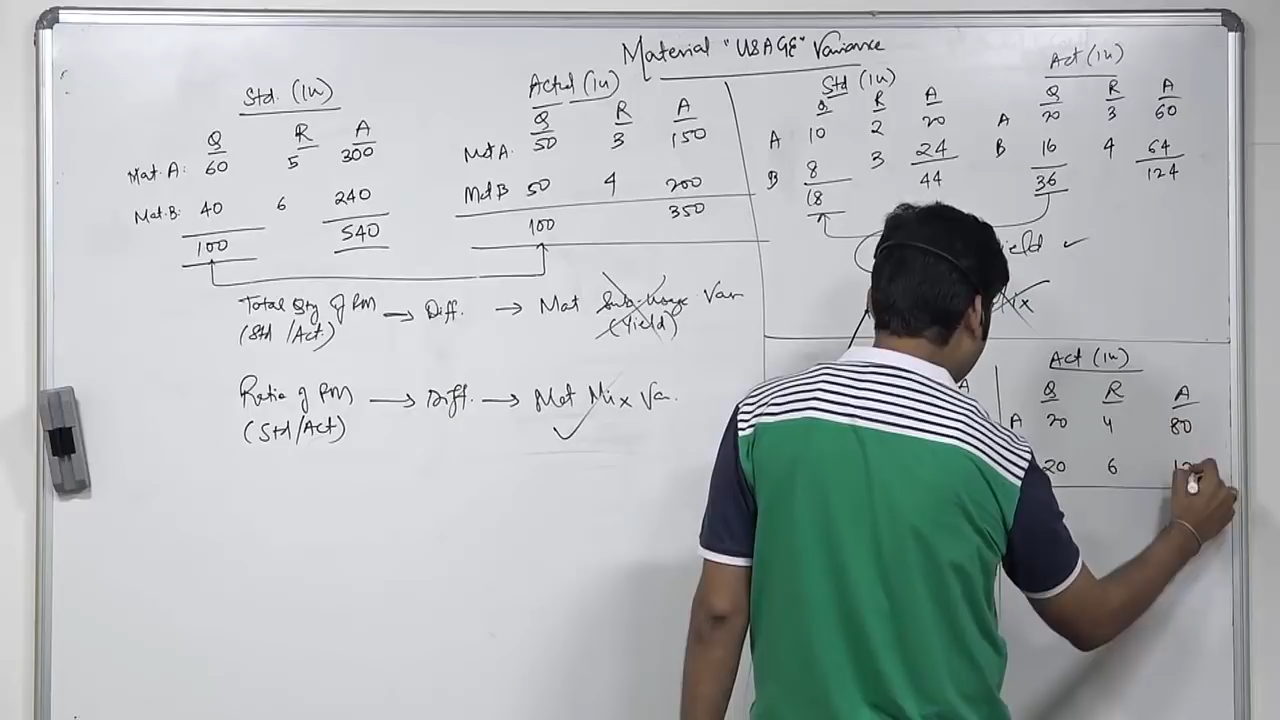 Material "USAGE" Variance
Std. (1u)
Q R A
Mat. A: 60 5 300
Mat. B: 40 6 240
100 540
Actual (1u)
Q R A
Mat A. 50 3 150
Mat B 50 4 200
100 350
Total Qty of RM → Diff. → Mat Sub-Usage Var
(Std /Act.) (Yield)
Ratio of RM → Diff. → Mat Mix Var.
(Std/Act)
Std (1u)
Q R A
A 10 2 20
B 8 3 24
18 44
Act (1u)
Q R A
A 20 3 60
B 16 4 64
36 124
ield ✓
ix
A
Act (1u)
Q R A
A 20 4 80
20 6